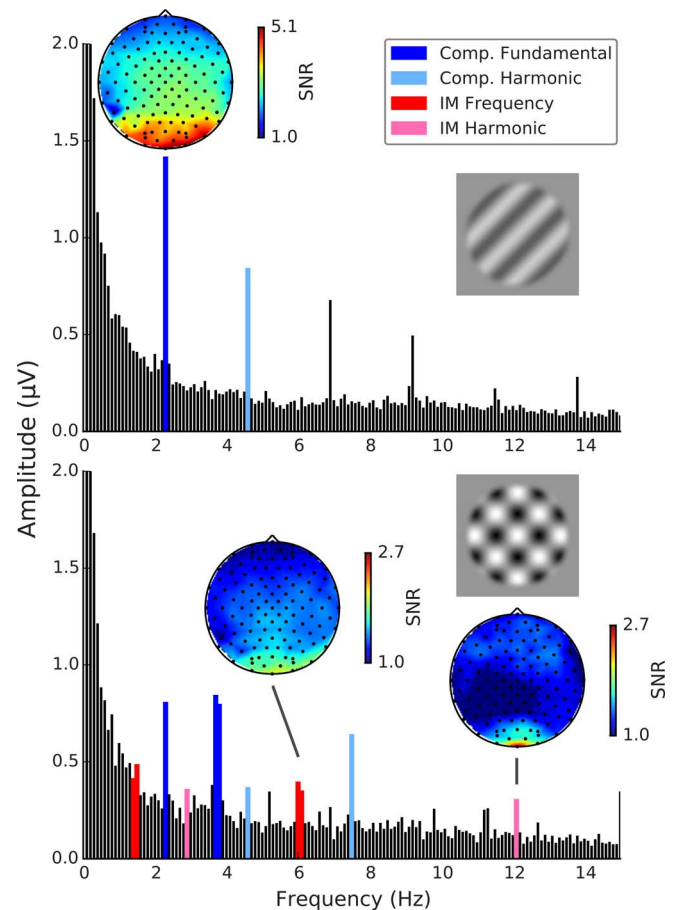 5.1
SNR
1.0
Comp. Fundamental
Comp. Harmonic
IM Frequency
IM Harmonic
2.0
1.5
1.0
0.5
0.0
0 2 4 6 8 10 12 14
Amplitude (μV)
2.0
1.5
1.0
0.5
0.0
2.7
SNR
1.0
2.7
SNR
1.0
0 2 4 6 8 10 12 14
Frequency (Hz)